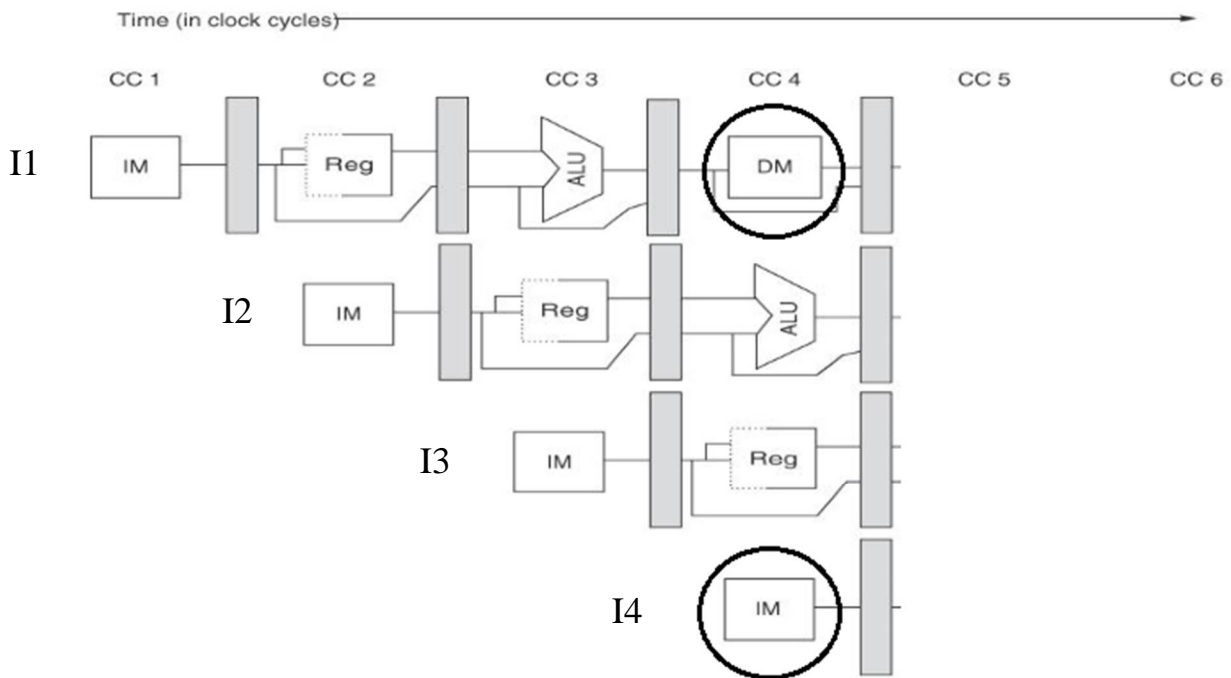 Time (in clock cycles)
CC 1 CC 2 CC 3 CC 4 CC 5 CC 6
I1 IM Reg ALU DM
I2 IM Reg ALU
I3 IM Reg
I4 IM